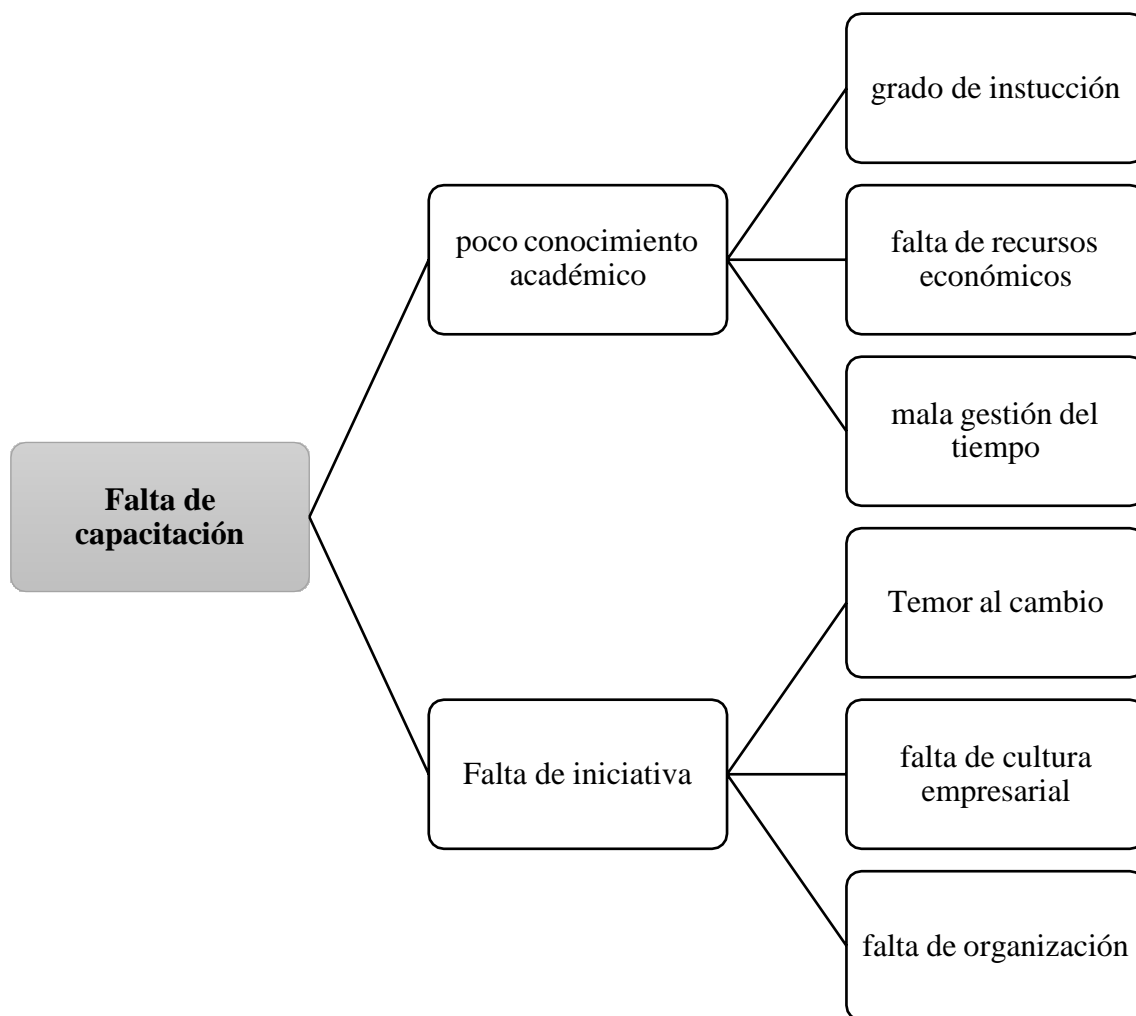 grado de instucción
poco conocimiento
académico
falta de recursos
económicos
mala gestión del
tiempo
Falta de
capacitación
Temor al cambio
Falta de iniciativa
falta de cultura
empresarial
falta de organización